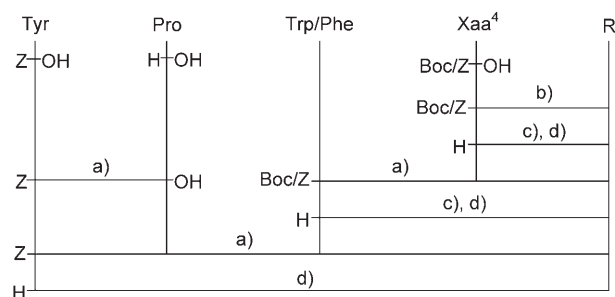 Tyr Pro Trp/Phe Xaa⁴ R
Z OH H OH Boc/Z OH
Boc/Z b)
H c), d)
Z a) OH Boc/Z a)
H c), d)
Z a)
H d)